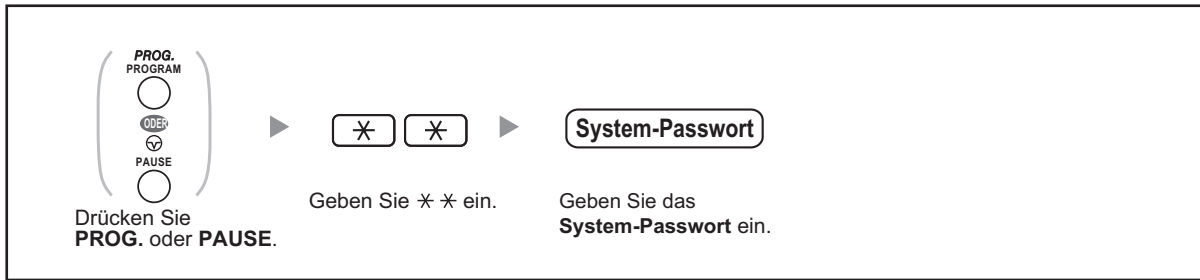 PROG.
PROGRAM
ODER
PAUSE
Drücken Sie
PROG. oder PAUSE.
* *
Geben Sie * * ein.
System-Passwort
Geben Sie das
System-Passwort ein.